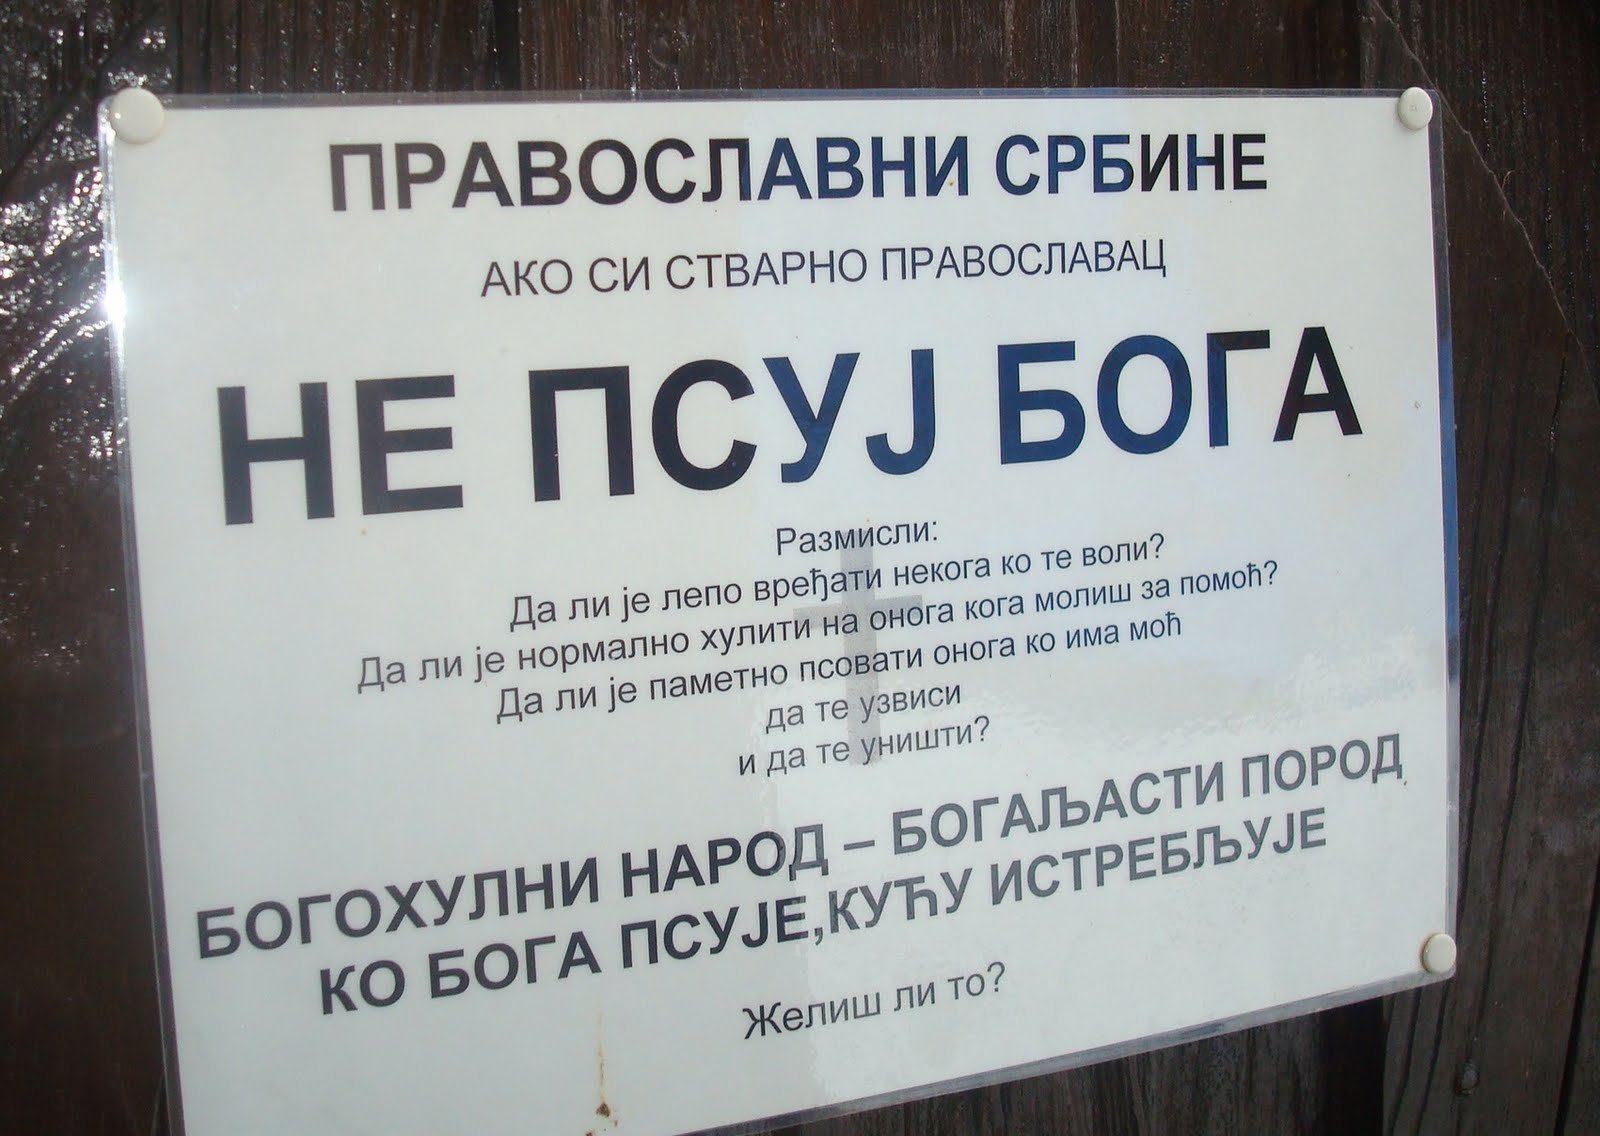 ПРАВОСЛАВНИ СРБИНЕ
АКО СИ СТВАРНО ПРАВОСЛАВАЦ
НЕ ПСУЈ БОГА
Размисли:
Да ли је лепо вређати некога ко те воли?
Да ли је нормално хулити на онога кога молиш за помоћ?
Да ли је паметно псовати онога ко има моћ
да те узвиси
и да те уништи?
БОГОХУЛНИ НАРОД – БОГАЉАСТИ ПОРОД
КО БОГА ПСУЈЕ,КУЋУ ИСТРЕБЉУЈЕ
Желиш ли то?